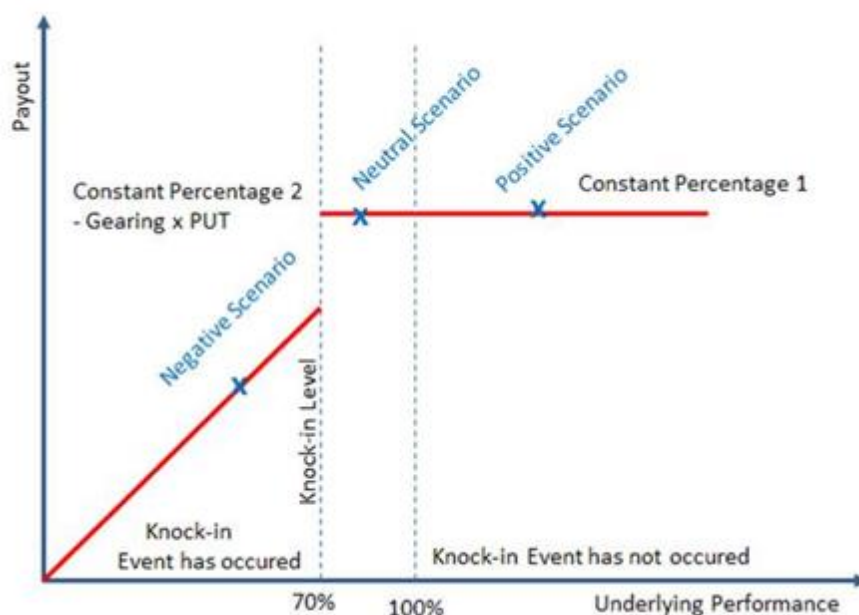 Payout
Constant Percentage 2
- Gearing x PUT
Neutral Scenario
Positive Scenario
Constant Percentage 1
x
x
Negative Scenario
x
Knock-in Level
Knock-in
Event has occured
Knock-in Event has not occured
70%
100%
Underlying Performance